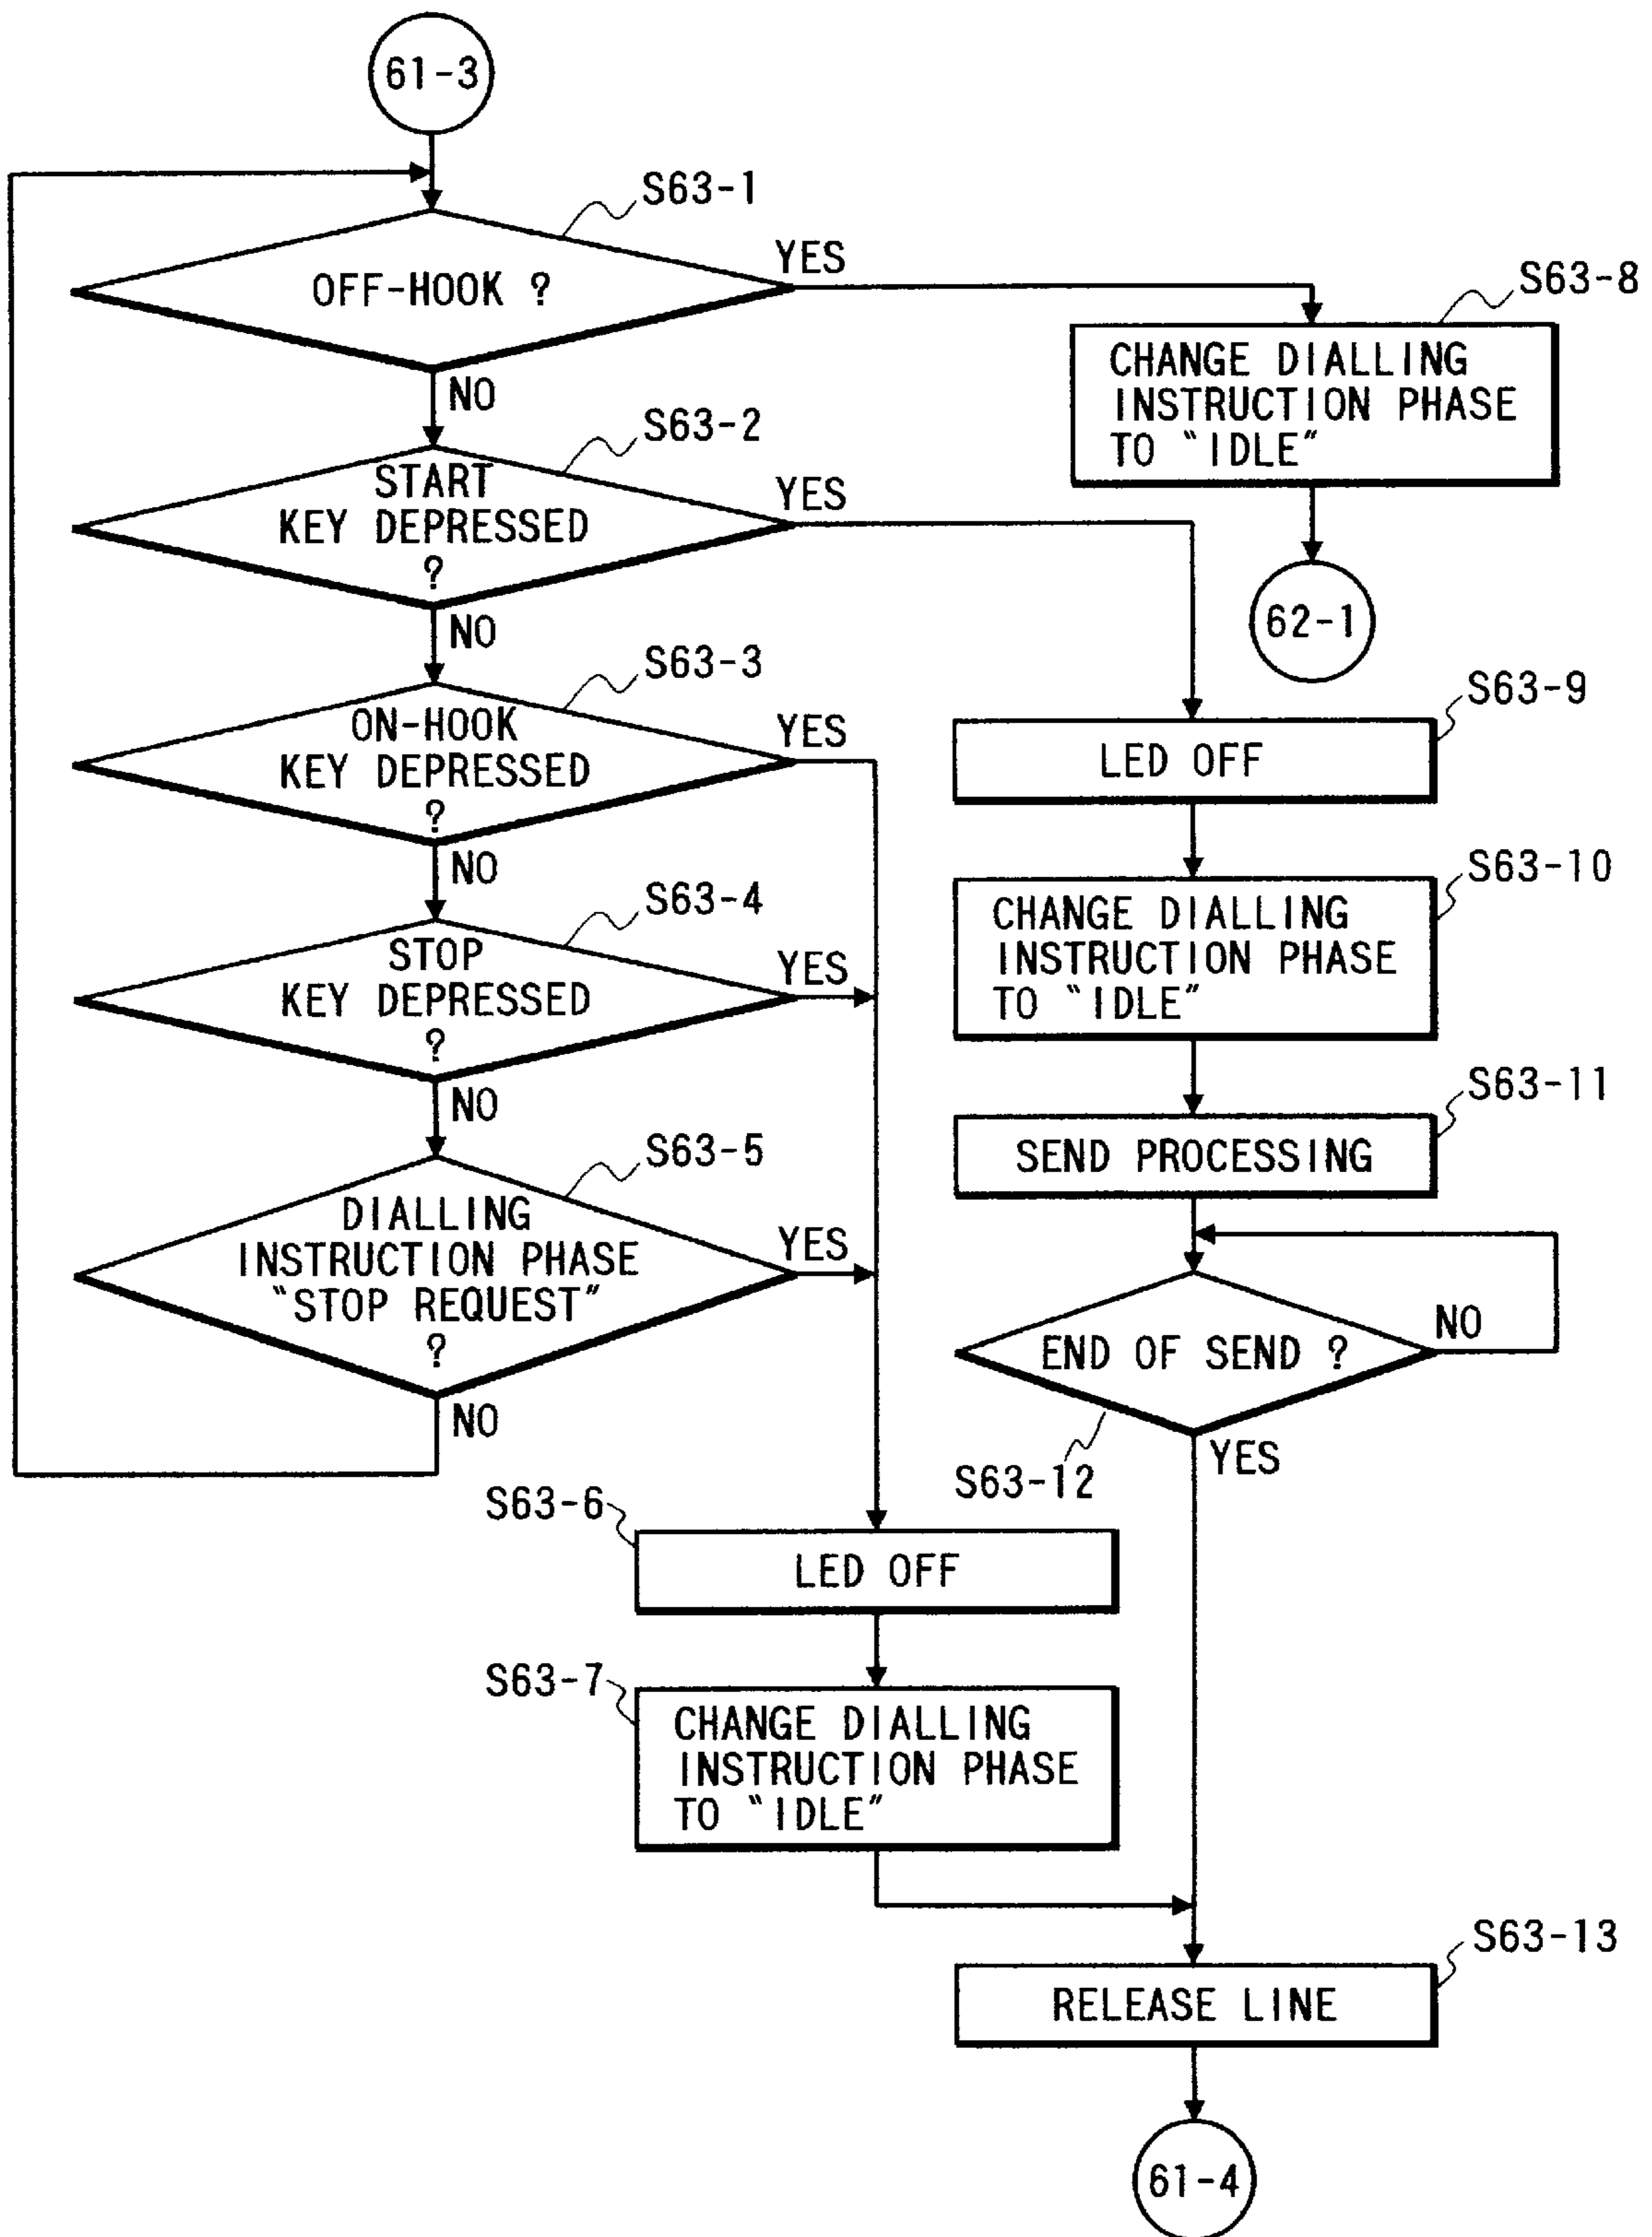 61-3
S63-1
OFF-HOOK ?
YES
NO
S63-8
CHANGE DIALLING
INSTRUCTION PHASE
TO “IDLE”
62-1
S63-2
START
KEY DEPRESSED
?
YES
NO
S63-3
ON-HOOK
KEY DEPRESSED
?
YES
NO
S63-4
STOP
KEY DEPRESSED
?
YES
NO
S63-5
DIALLING
INSTRUCTION PHASE
“STOP REQUEST”
?
YES
NO
S63-9
LED OFF
S63-10
CHANGE DIALLING
INSTRUCTION PHASE
TO “IDLE”
S63-11
SEND PROCESSING
END OF SEND ?
NO
YES
S63-12
S63-6
LED OFF
S63-7
CHANGE DIALLING
INSTRUCTION PHASE
TO “IDLE”
S63-13
RELEASE LINE
61-4